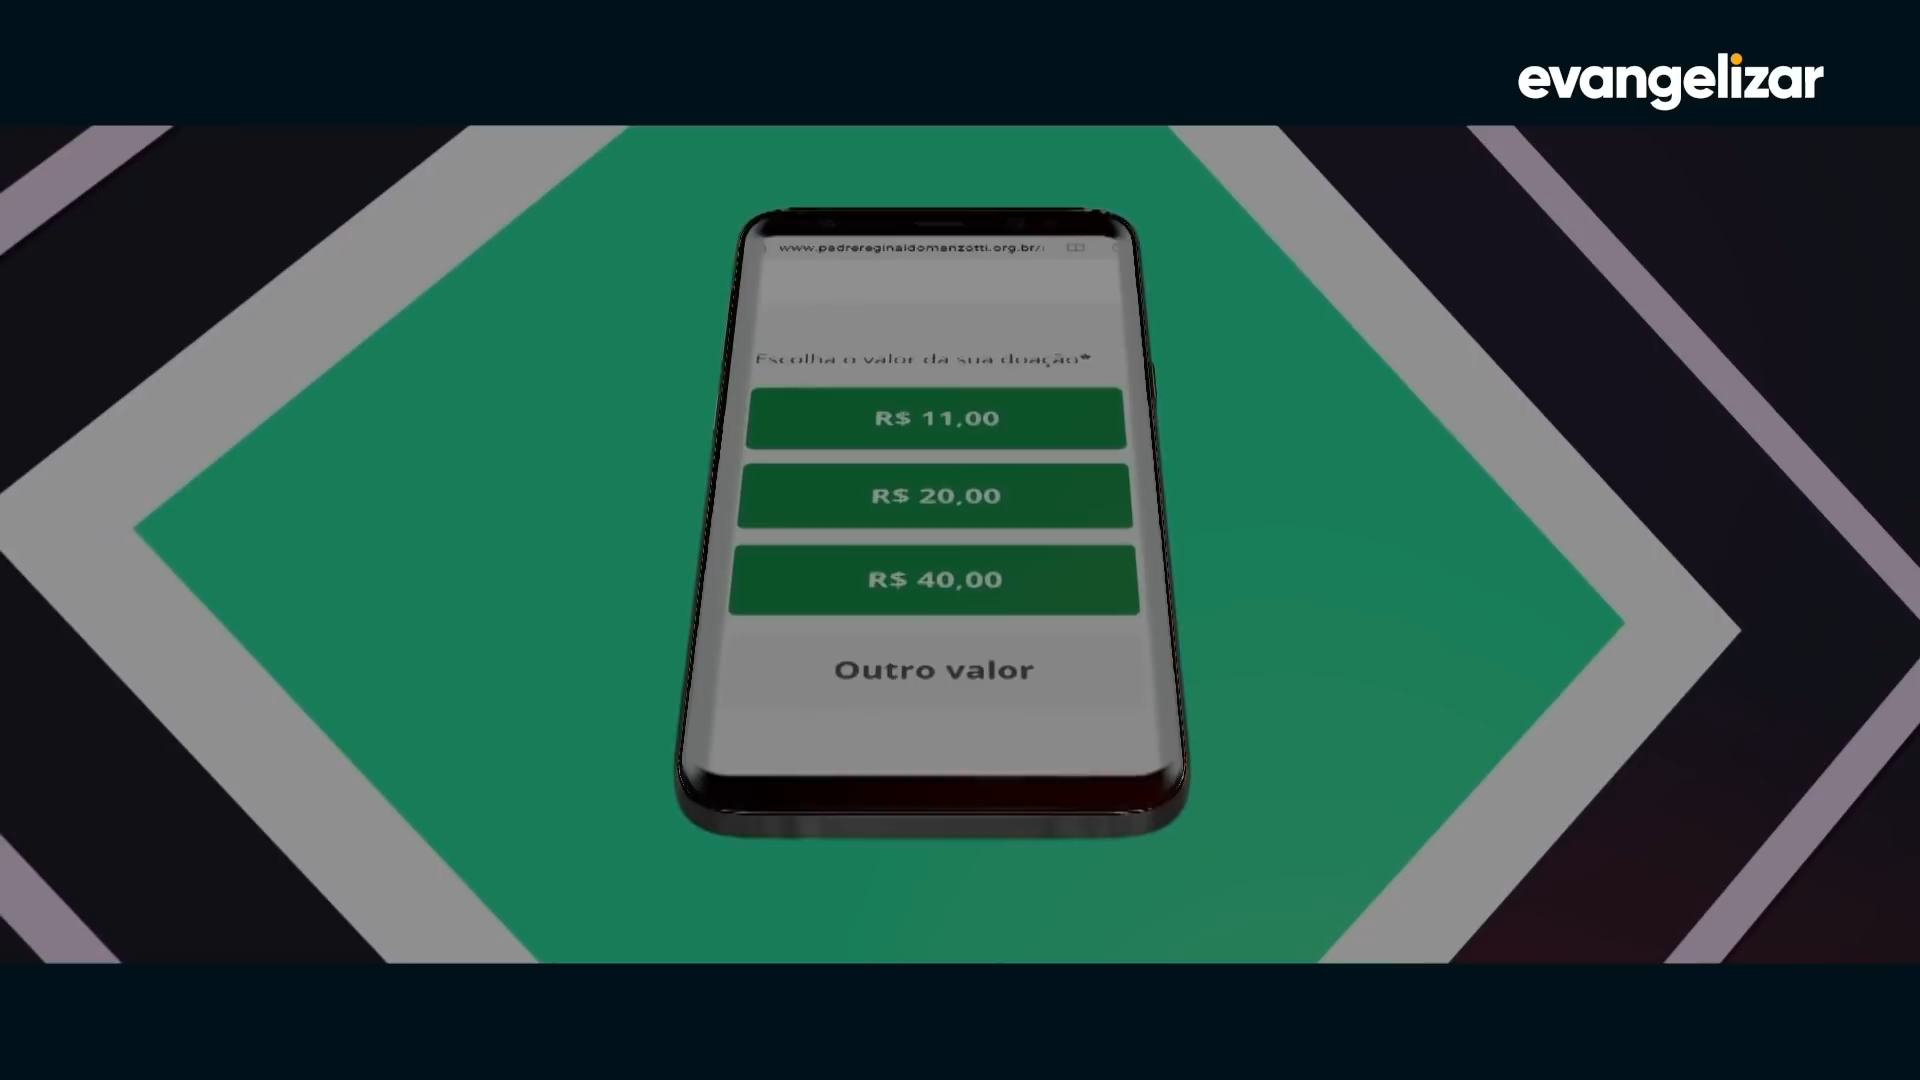 evangelizar
www.padrereginaldomanzotti.org.br/
Escolha o valor da sua doação*
R$ 11,00
R$ 20,00
R$ 40,00
Outro valor